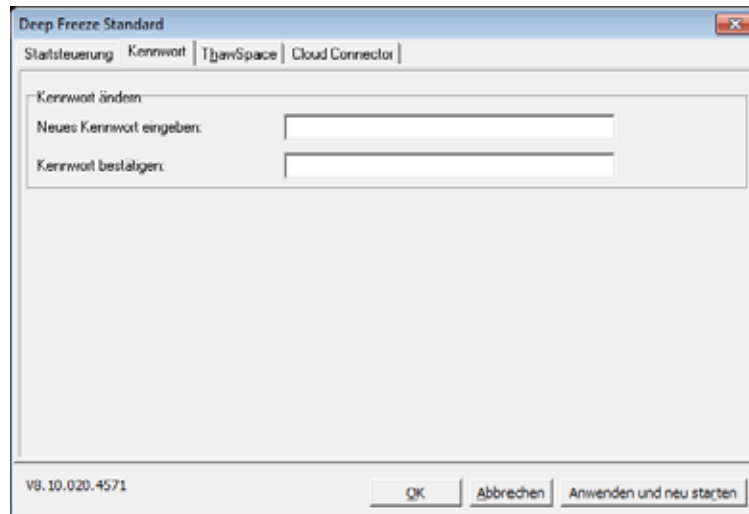 Deep Freeze Standard
Startsteuerung Kennwort ThawSpace Cloud Connector
Kennwort ändern
Neues Kennwort eingeben:
Kennwort bestätigen:
V8.10.020.4571
OK Abbrechen Anwenden und neu starten